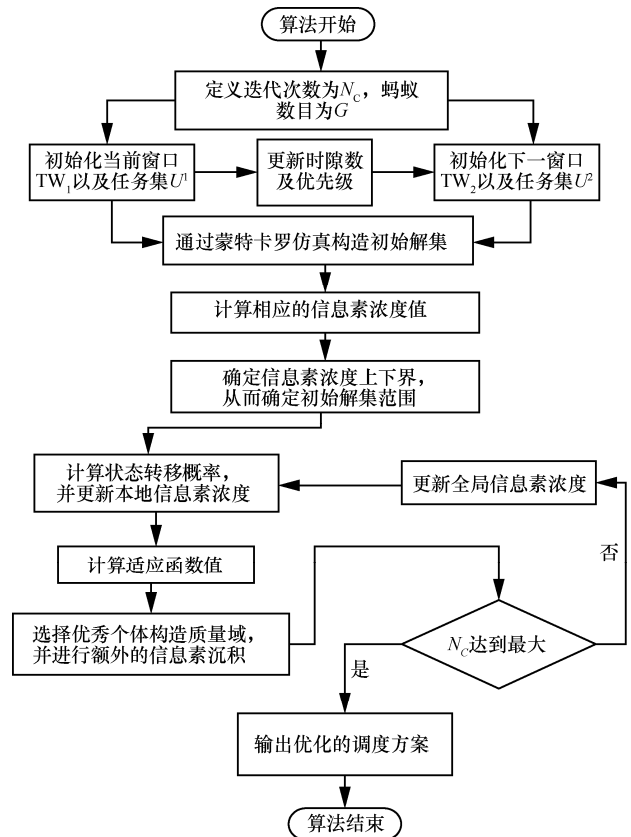 算法开始
定义迭代次数为N_C，蚂蚁
数目为G
初始化当前窗口
TW_1以及任务集U^1
更新时隙数
及优先级
初始化下一窗口
TW_2以及任务集U^2
通过蒙特卡罗仿真构造初始解集
计算相应的信息素浓度值
确定信息素浓度上下界，
从而确定初始解集范围
计算状态转移概率，
并更新本地信息素浓度
更新全局信息素浓度
否
计算适应函数值
选择优秀个体构造质量域，
并进行额外的信息素沉积
N_C达到最大
是
输出优化的调度方案
算法结束